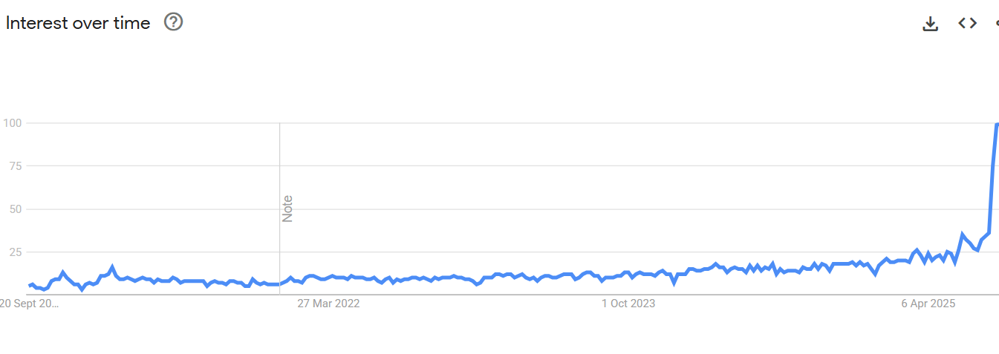 Interest over time
100
75
50
25
Note
20 Sept 20...
27 Mar 2022
1 Oct 2023
6 Apr 2025